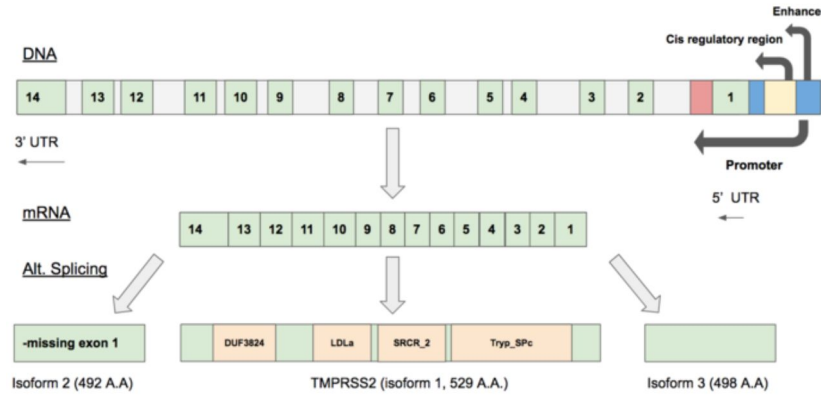 Enhance
Cis regulatory region
DNA
14 13 12 11 10 9 8 7 6 5 4 3 2 1
3' UTR
Promoter
5' UTR
mRNA
14 13 12 11 10 9 8 7 6 5 4 3 2 1
Alt. Splicing
-missing exon 1
DUF3824 LDLa SRCR_2 Tryp_SPc
Isoform 2 (492 A.A) TMPRSS2 (isoform 1, 529 A.A.) Isoform 3 (498 A.A)